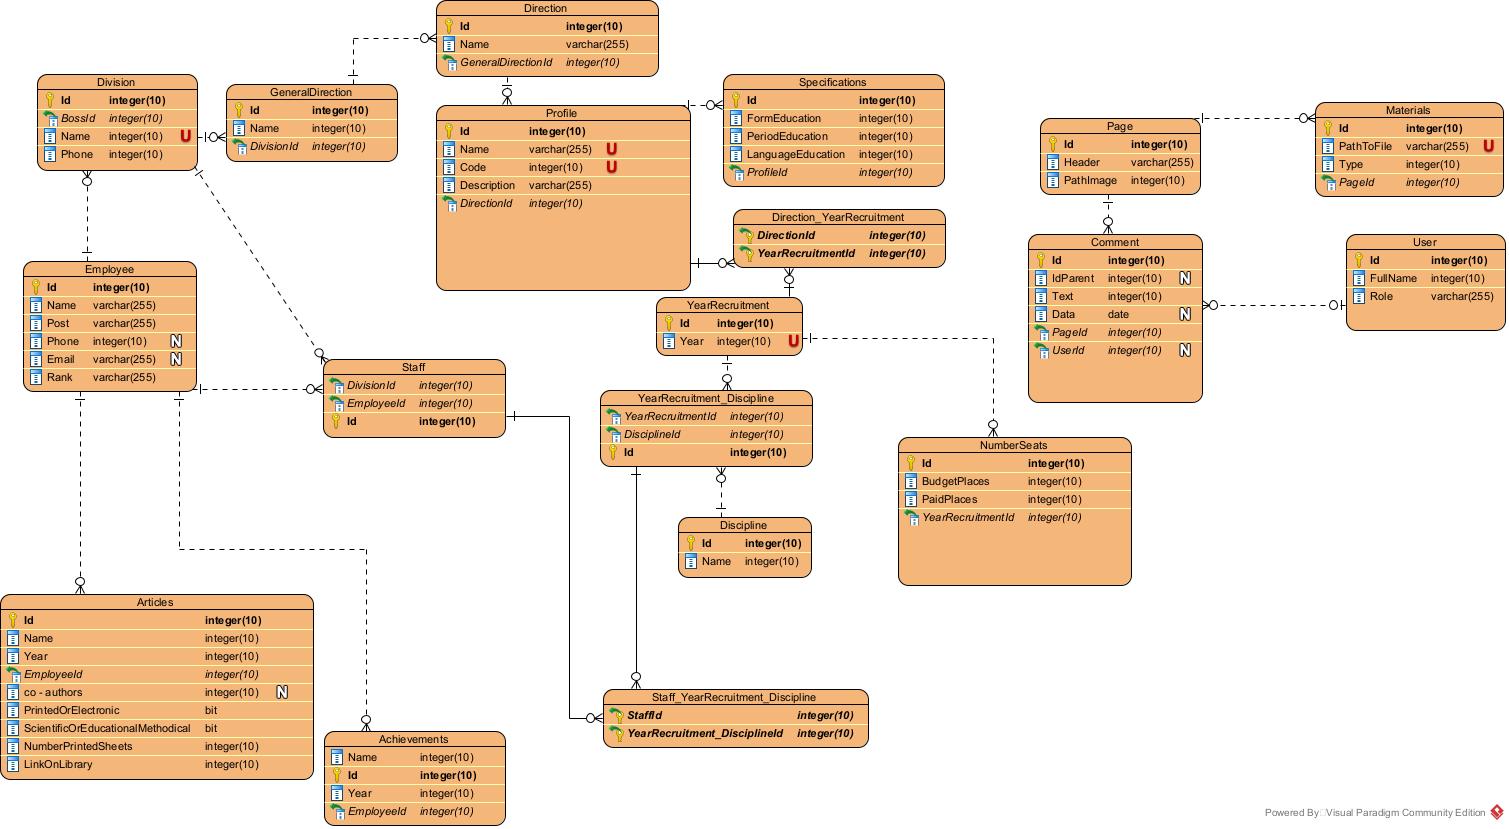 Direction
Id integer(10)
Name varchar(255)
GeneralDirectionId integer(10)
Division
Id integer(10)
BossId integer(10)
Name integer(10) U
Phone integer(10)
GeneralDirection
Id integer(10)
Name integer(10)
DivisionId integer(10)
Profile
Id integer(10)
Name varchar(255) U
Code integer(10) U
Description varchar(255)
DirectionId integer(10)
Specifications
Id integer(10)
FormEducation integer(10)
PeriodEducation integer(10)
LanguageEducation integer(10)
ProfileId integer(10)
Page
Id integer(10)
Header varchar(255)
PathImage integer(10)
Materials
Id integer(10)
PathToFile varchar(255) U
Type integer(10)
PageId integer(10)
Direction_YearRecruitment
DirectionId integer(10)
YearRecruitmentId integer(10)
Comment
Id integer(10)
IdParent integer(10) N
Text integer(10)
Data date N
PageId integer(10)
UserId integer(10) N
User
Id integer(10)
FullName integer(10)
Role varchar(255)
Employee
Id integer(10)
Name varchar(255)
Post varchar(255)
Phone integer(10) N
Email varchar(255) N
Rank varchar(255)
YearRecruitment
Id integer(10)
Year integer(10) U
Staff
DivisionId integer(10)
EmployeeId integer(10)
Id integer(10)
YearRecruitment_Discipline
YearRecruitmentId integer(10)
DisciplineId integer(10)
Id integer(10)
NumberSeats
Id integer(10)
BudgetPlaces integer(10)
PaidPlaces integer(10)
YearRecruitmentId integer(10)
Discipline
Id integer(10)
Name integer(10)
Articles
Id integer(10)
Name integer(10)
Year integer(10)
EmployeeId integer(10)
co - authors integer(10) N
PrintedOrElectronic bit
ScientificOrEducationalMethodical bit
NumberPrintedSheets integer(10)
LinkOnLibrary integer(10)
Staff_YearRecruitment_Discipline
StaffId integer(10)
YearRecruitment_DisciplineId integer(10)
Achievements
Name integer(10)
Id integer(10)
Year integer(10)
EmployeeId integer(10)
Powered By Visual Paradigm Community Edition